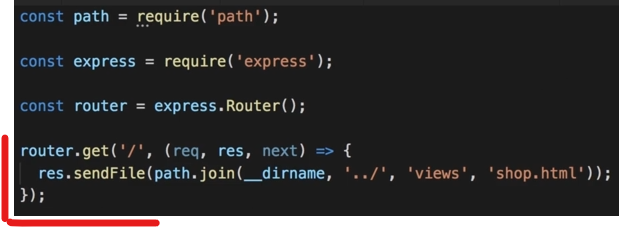 const path = require('path');
const express = require('express');
const router = express.Router();
router.get('/', (req, res, next) => {
  res.sendFile(path.join(__dirname, '../', 'views', 'shop.html'));
});